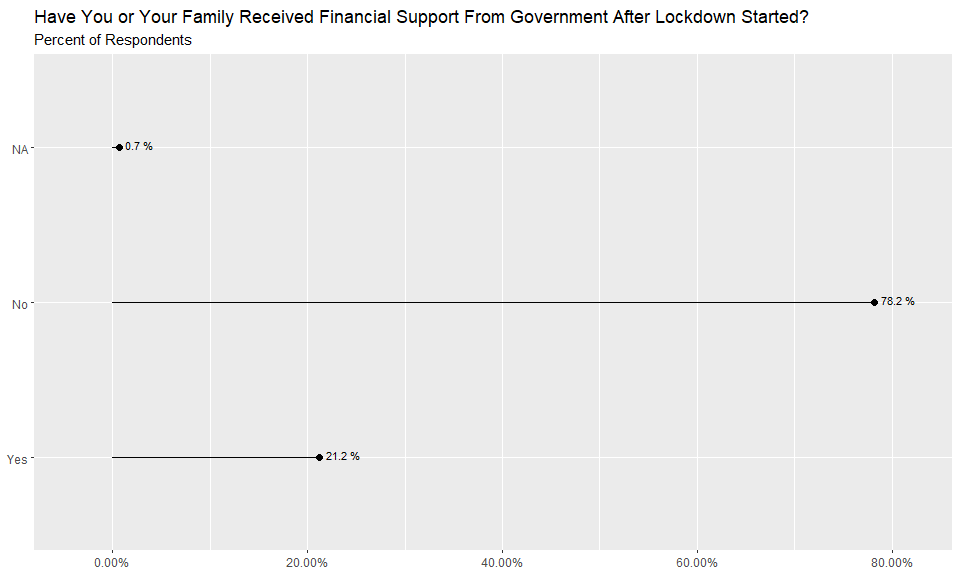 Have You or Your Family Received Financial Support From Government After Lockdown Started?
Percent of Respondents
NA
0.7 %
No
78.2 %
Yes
21.2 %
0.00%
20.00%
40.00%
60.00%
80.00%